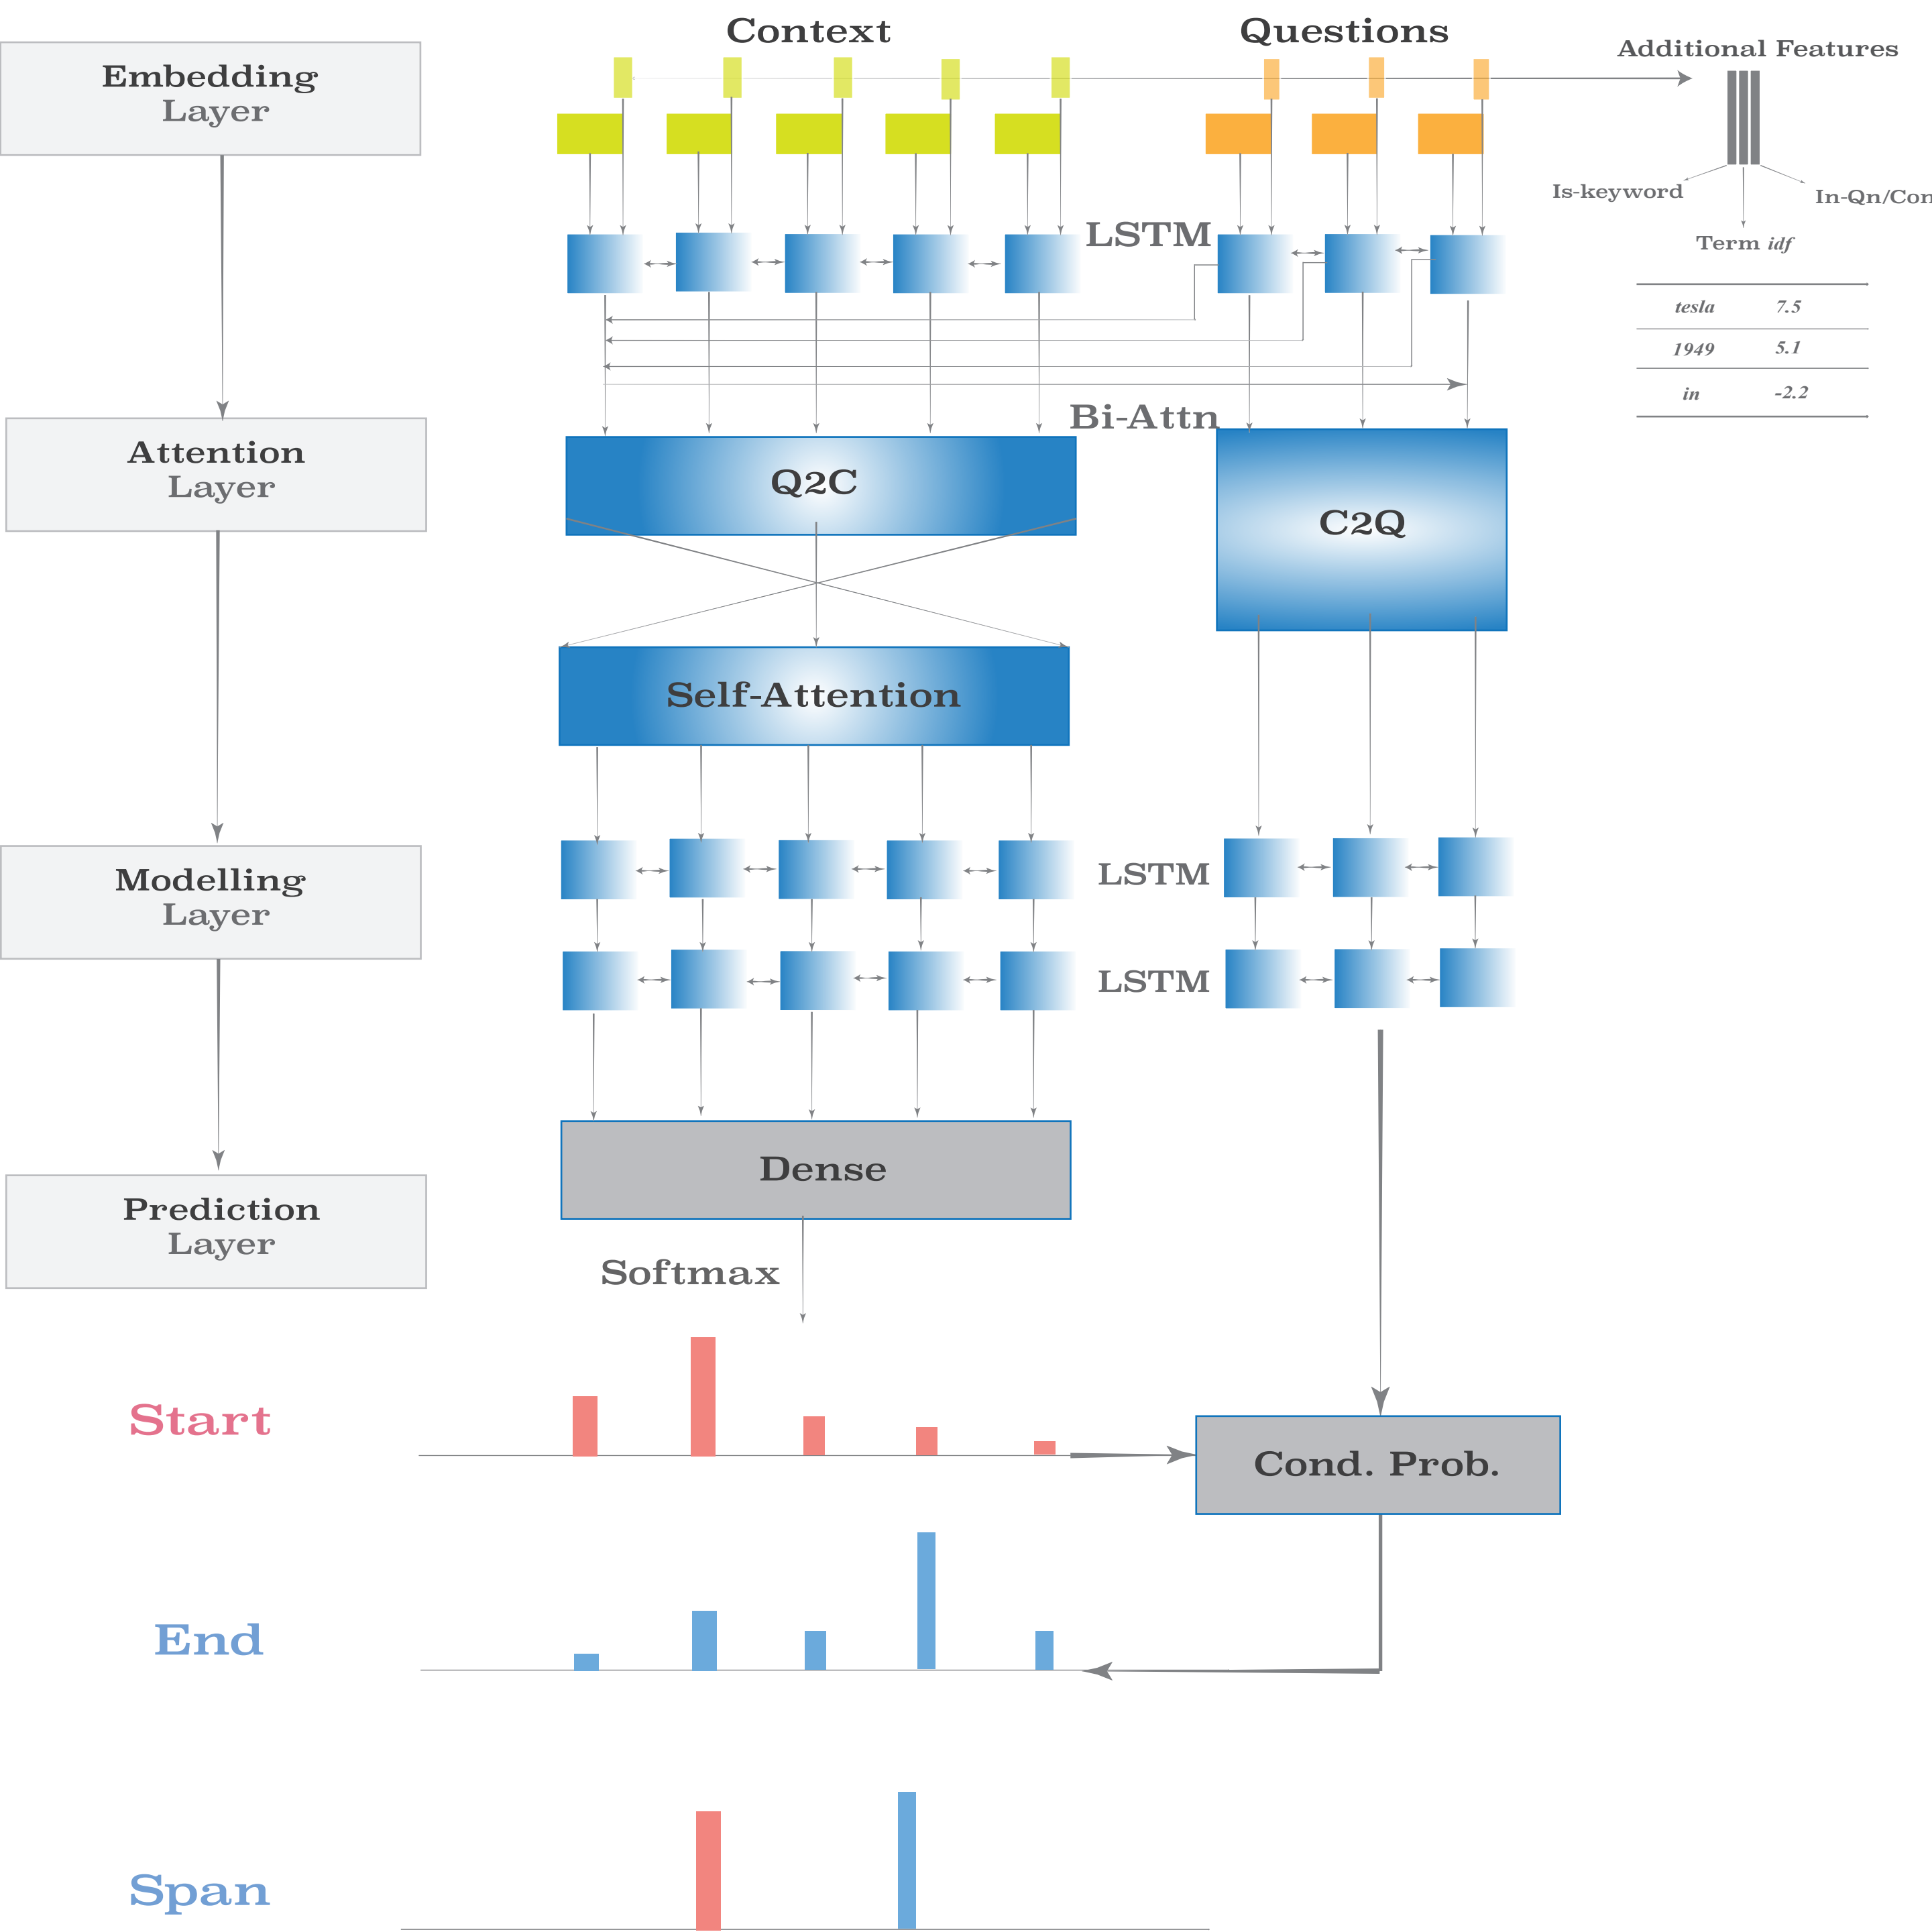 Context
Questions
Additional Features
Embedding
Layer
Is-keyword
In-Qn/Con
Term idf
LSTM
tesla 7.5
1949 5.1
in -2.2
Bi-Attn
Attention
Layer
Q2C
C2Q
Self-Attention
Modelling
Layer
LSTM
LSTM
Dense
Prediction
Layer
Softmax
Start
Cond. Prob.
End
Span